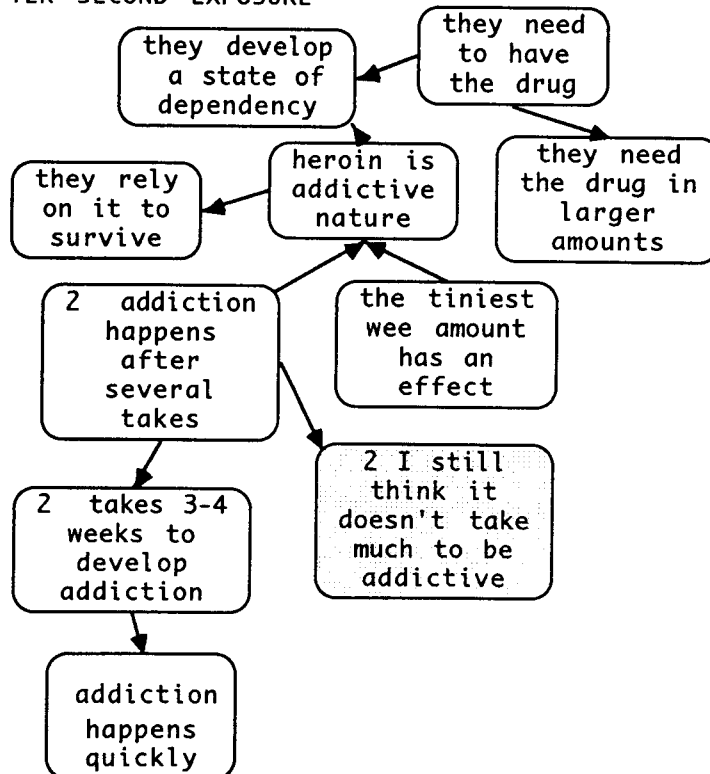 SECOND EXPOSURE
they develop
a state of
dependency
they need
to have
the drug
they rely
on it to
survive
heroin is
addictive
nature
they need
the drug in
larger
amounts
2 addiction
happens
after
several
takes
the tiniest
wee amount
has an
effect
2 I still
think it
doesn't take
much to be
addictive
2 takes 3-4
weeks to
develop
addiction
addiction
happens
quickly